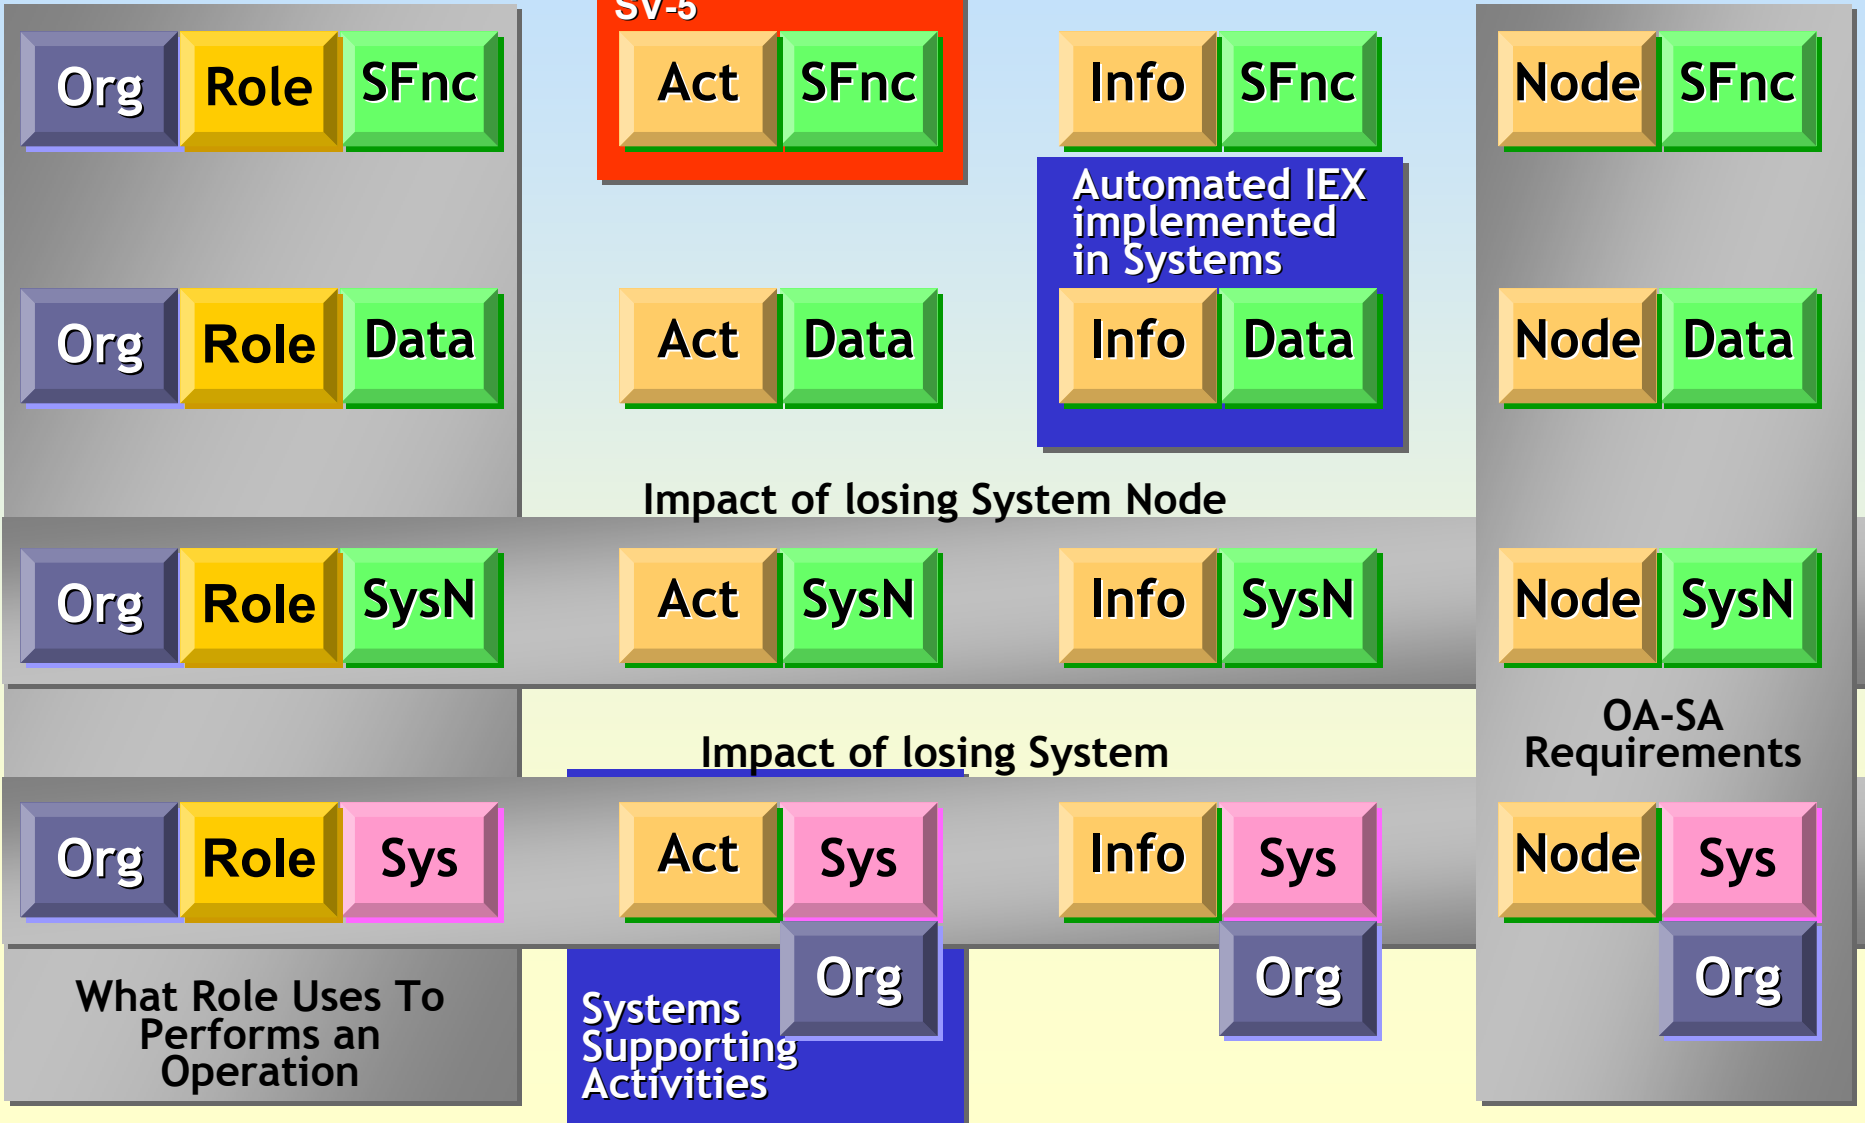 SV-5
Org Role SFnc Act SFnc Info SFnc Node SFnc
Automated IEX
implemented
in Systems
Org Role Data Act Data Info Data Node Data
Impact of losing System Node
Org Role SysN Act SysN Info SysN Node SysN
OA-SA
Requirements
Impact of losing System
Org Role Sys Act Sys Info Sys Node Sys
Org Org Org
What Role Uses To
Performs an
Operation
Systems
Supporting
Activities